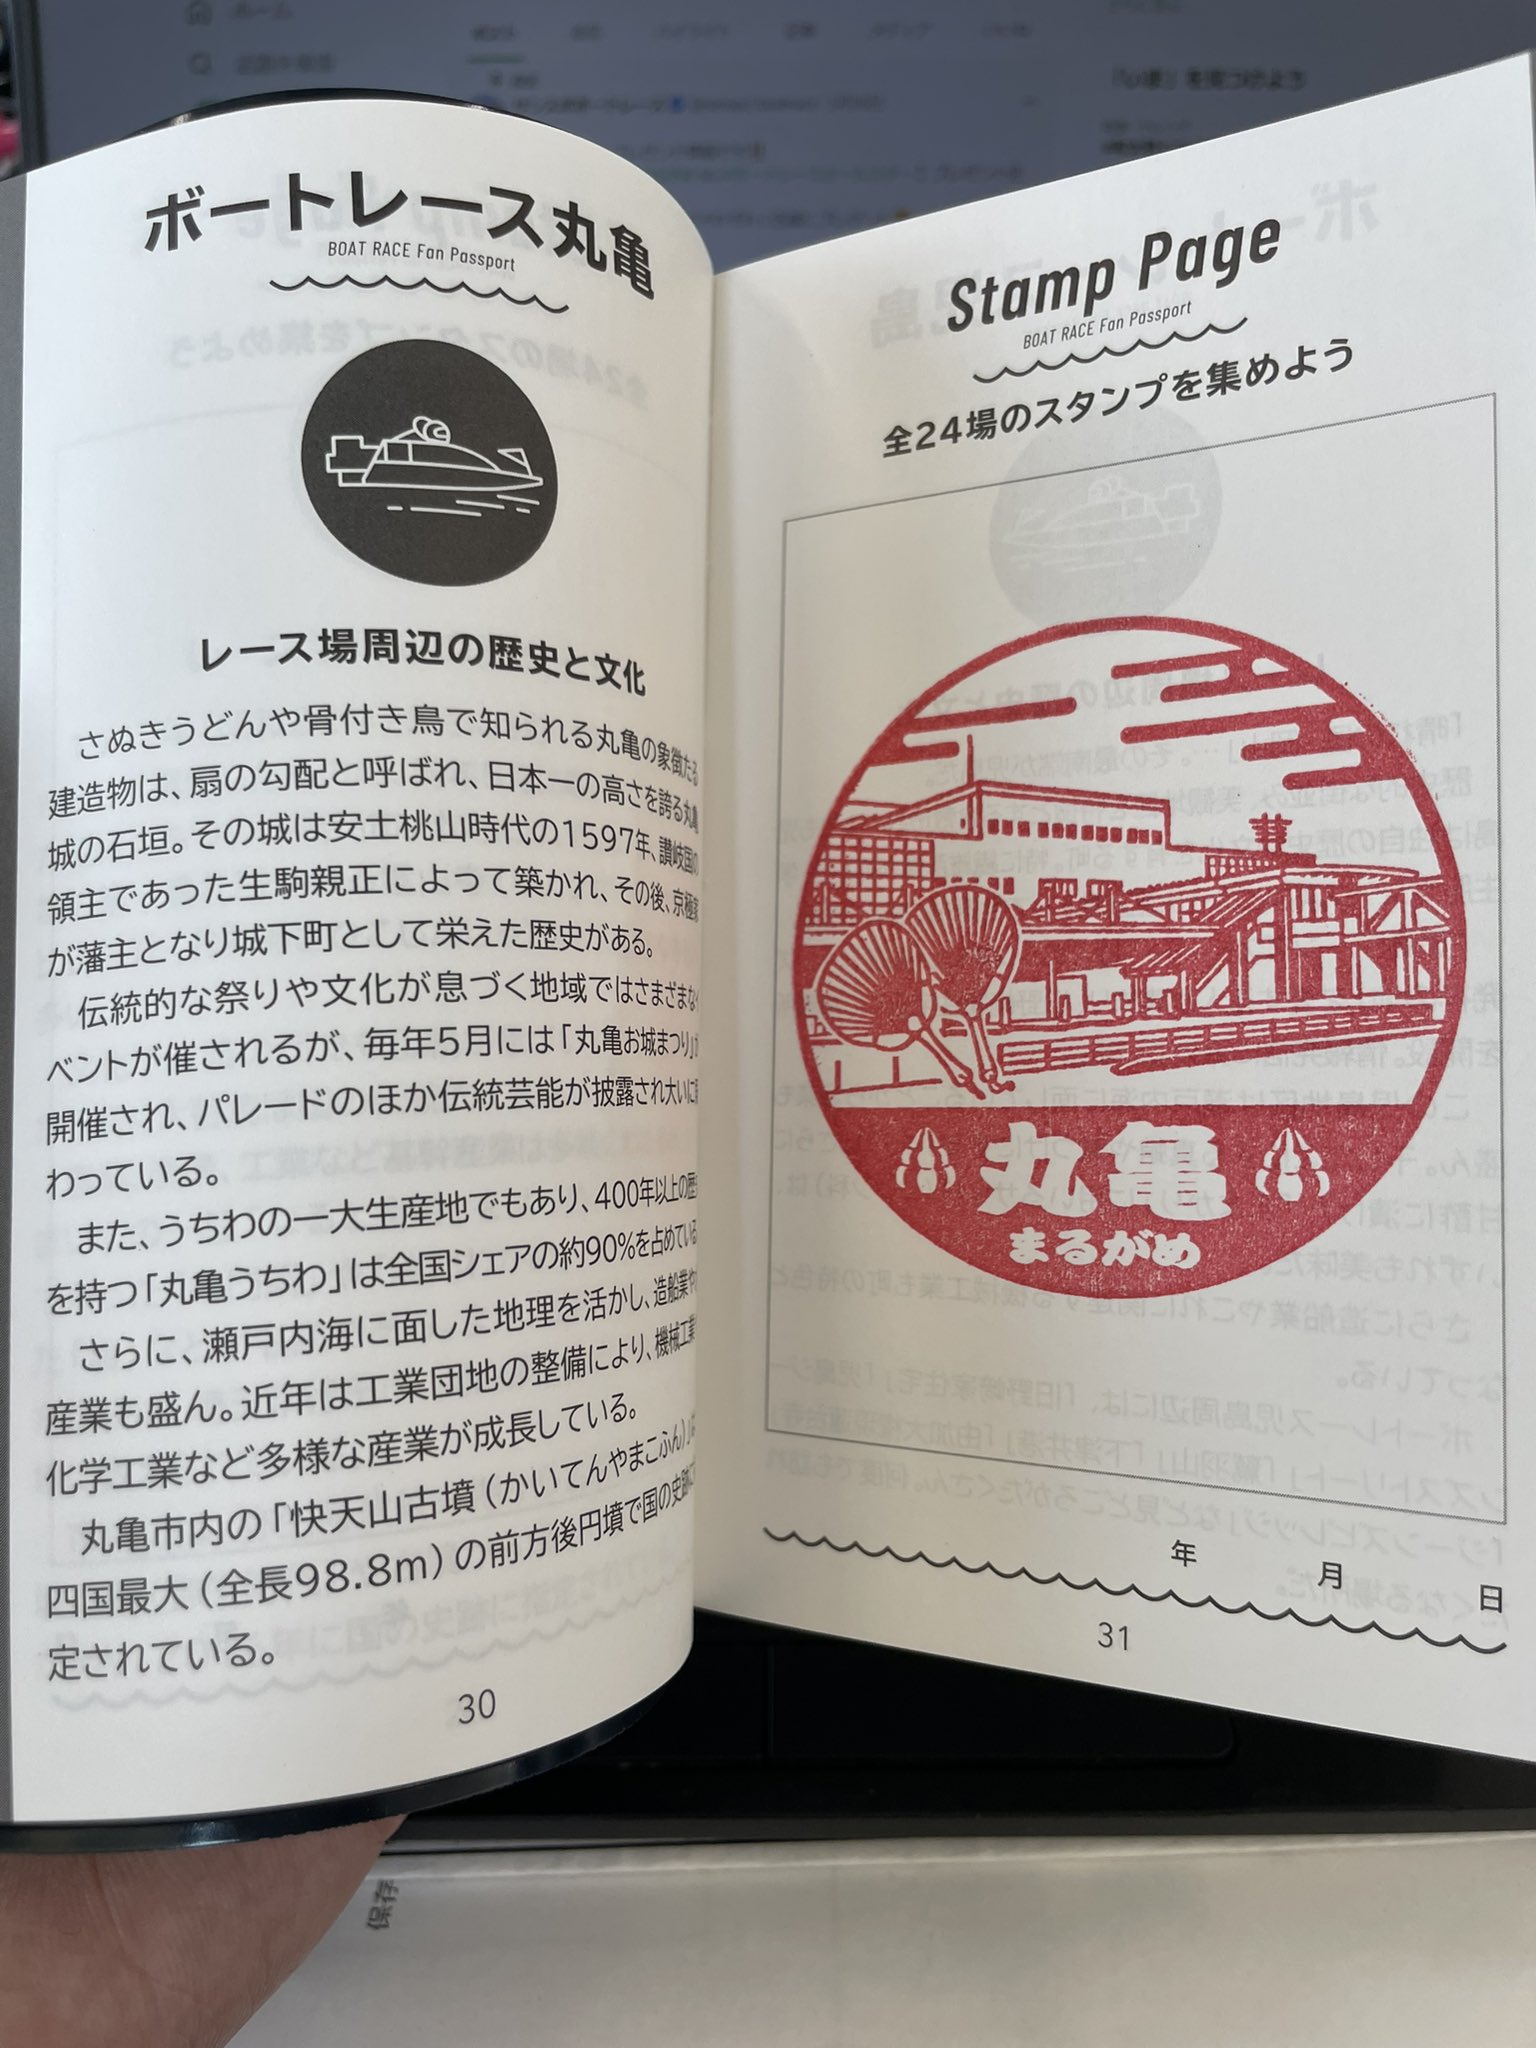 ボートレース丸亀
BOAT RACE Fan Passport
レース場周辺の歴史と文化
さぬきうどんや骨付き鳥で知られる丸亀の象徴たる
建造物は、扇の勾配と呼ばれ、日本一の高さを誇る丸亀
城の石垣。その城は安土桃山時代の1597年、讃岐国の
領主であった生駒親正によって築かれ、その後、京極家
が藩主となり城下町として栄えた歴史がある。
伝統的な祭りや文化が息づく地域ではさまざまなイ
ベントが催されるが、毎年5月には「丸亀お城まつり」が
開催され、パレードのほか伝統芸能が披露され大いに
わっている。
また、うちわの一大生産地でもあり、400年以上の歴
を持つ「丸亀うちわ」は全国シェアの約90%を占めている
さらに、瀬戸内海に面した地理を活かし、造船業や
産業も盛ん。近年は工業団地の整備により、機械工業
化学工業など多様な産業が成長している。
丸亀市内の「快天山古墳(かいてんやまこふん)」
四国最大(全長98.8m)の前方後円墳で国の史跡に
定されている。
30
Stamp Page
BOAT RACE Fan Passport
全24場のスタンプを集めよう
丸亀
まるがめ
年 月 日
31
保存